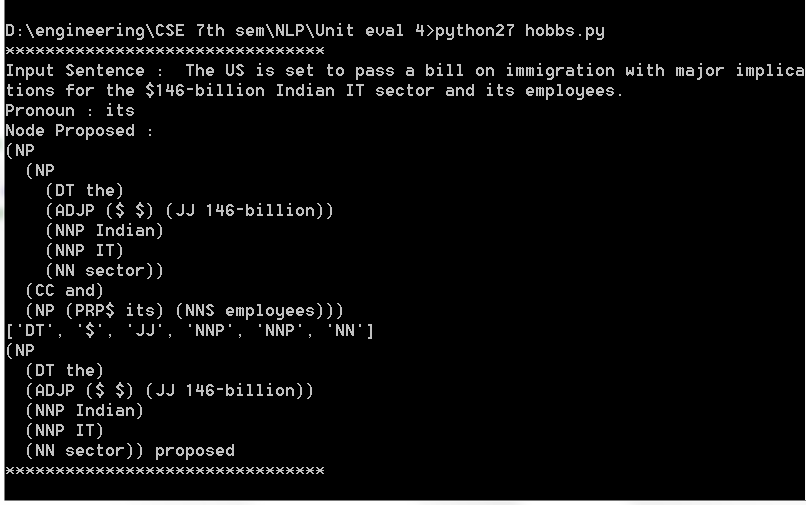 D:\engineering\CSE 7th sem\NLP\Unit eval 4>python27 hobbs.py
********************************
Input Sentence :  The US is set to pass a bill on immigration with major implica
tions for the $146-billion Indian IT sector and its employees.
Pronoun : its
Node Proposed :
(NP
  (NP
    (DT the)
    (ADJP ($ $) (JJ 146-billion))
    (NNP Indian)
    (NNP IT)
    (NN sector))
  (CC and)
  (NP (PRP$ its) (NNS employees)))
['DT', '$', 'JJ', 'NNP', 'NNP', 'NN']
(NP
  (DT the)
  (ADJP ($ $) (JJ 146-billion))
  (NNP Indian)
  (NNP IT)
  (NN sector)) proposed
********************************